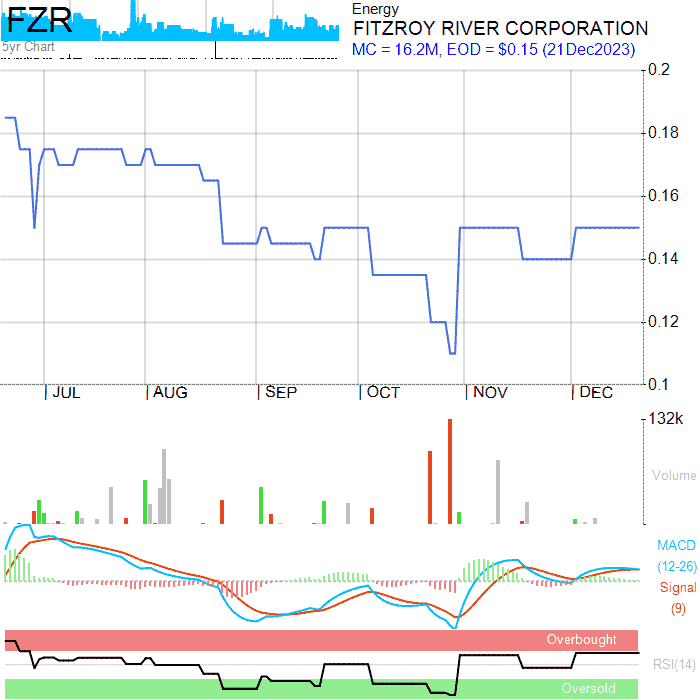 FZR
5yr Chart
Energy
FITZROY RIVER CORPORATION
MC = 16.2M, EOD = $0.15 (21Dec2023)
0.2
0.18
0.16
0.14
0.12
0.1
JUL AUG SEP OCT NOV DEC
132k
Volume
MACD
(12-26)
Signal
(9)
Overbought
RSI(14)
Oversold